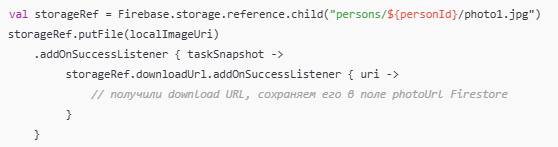 val storageRef = Firebase.storage.reference.child("persons/${personId}/photo1.jpg")
storageRef.putFile(localImageUri)
    .addOnSuccessListener { taskSnapshot ->
        storageRef.downloadUrl.addOnSuccessListener { uri ->
            // получили download URL, сохраняем его в поле photoUrl Firestore
        }
    }